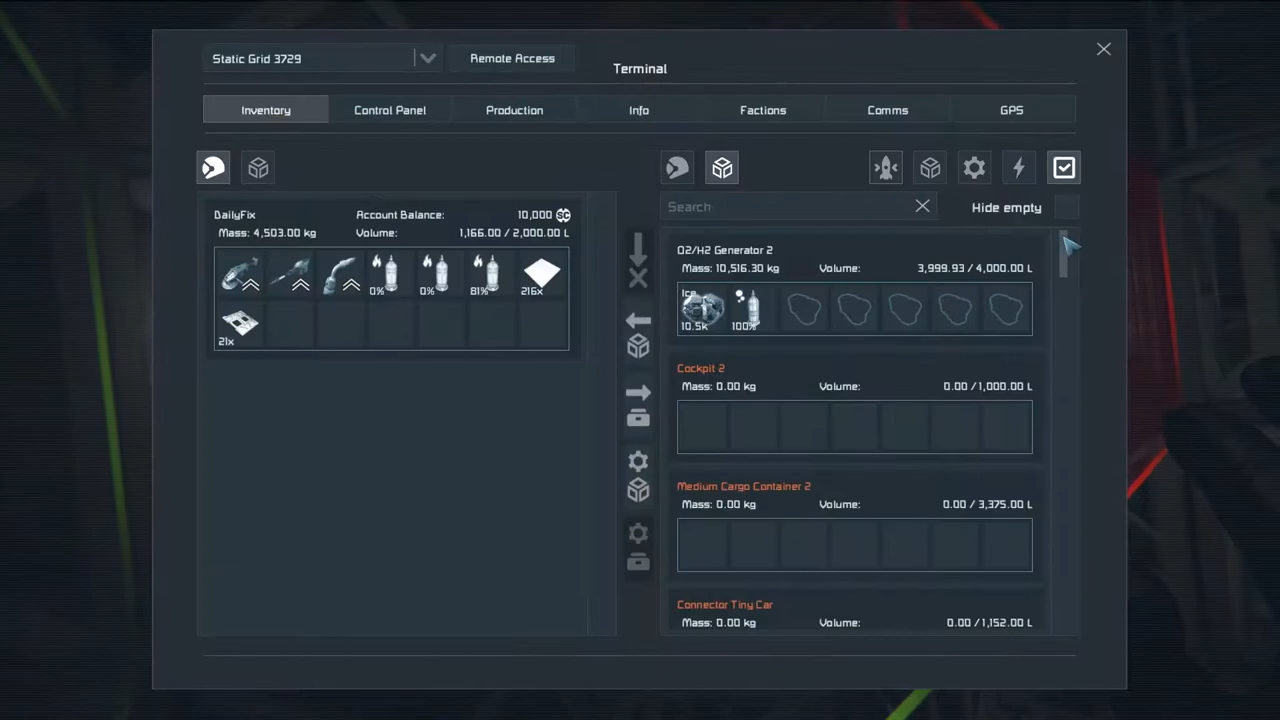 Static Grid 3729
Remote Access
Terminal
Inventory
Control Panel
Production
Info
Factions
Comms
GPS
Search
Hide empty
DailyFix
Account Balance:
10,000 SC
Mass: 4,503.00 kg
Volume:
1,166.00 / 2,000.00 L
0%
0%
81%
216x
21x
O2/H2 Generator 2
Mass: 10,516.30 kg
Volume:
3,999.93 / 4,000.00 L
Ice
10.5k
100%
Cockpit 2
Mass: 0.00 kg
Volume:
0.00 / 1,000.00 L
Medium Cargo Container 2
Mass: 0.00 kg
Volume:
0.00 / 3,375.00 L
Connector Tiny Car
Mass: 0.00 kg
Volume:
0.00 / 1,152.00 L